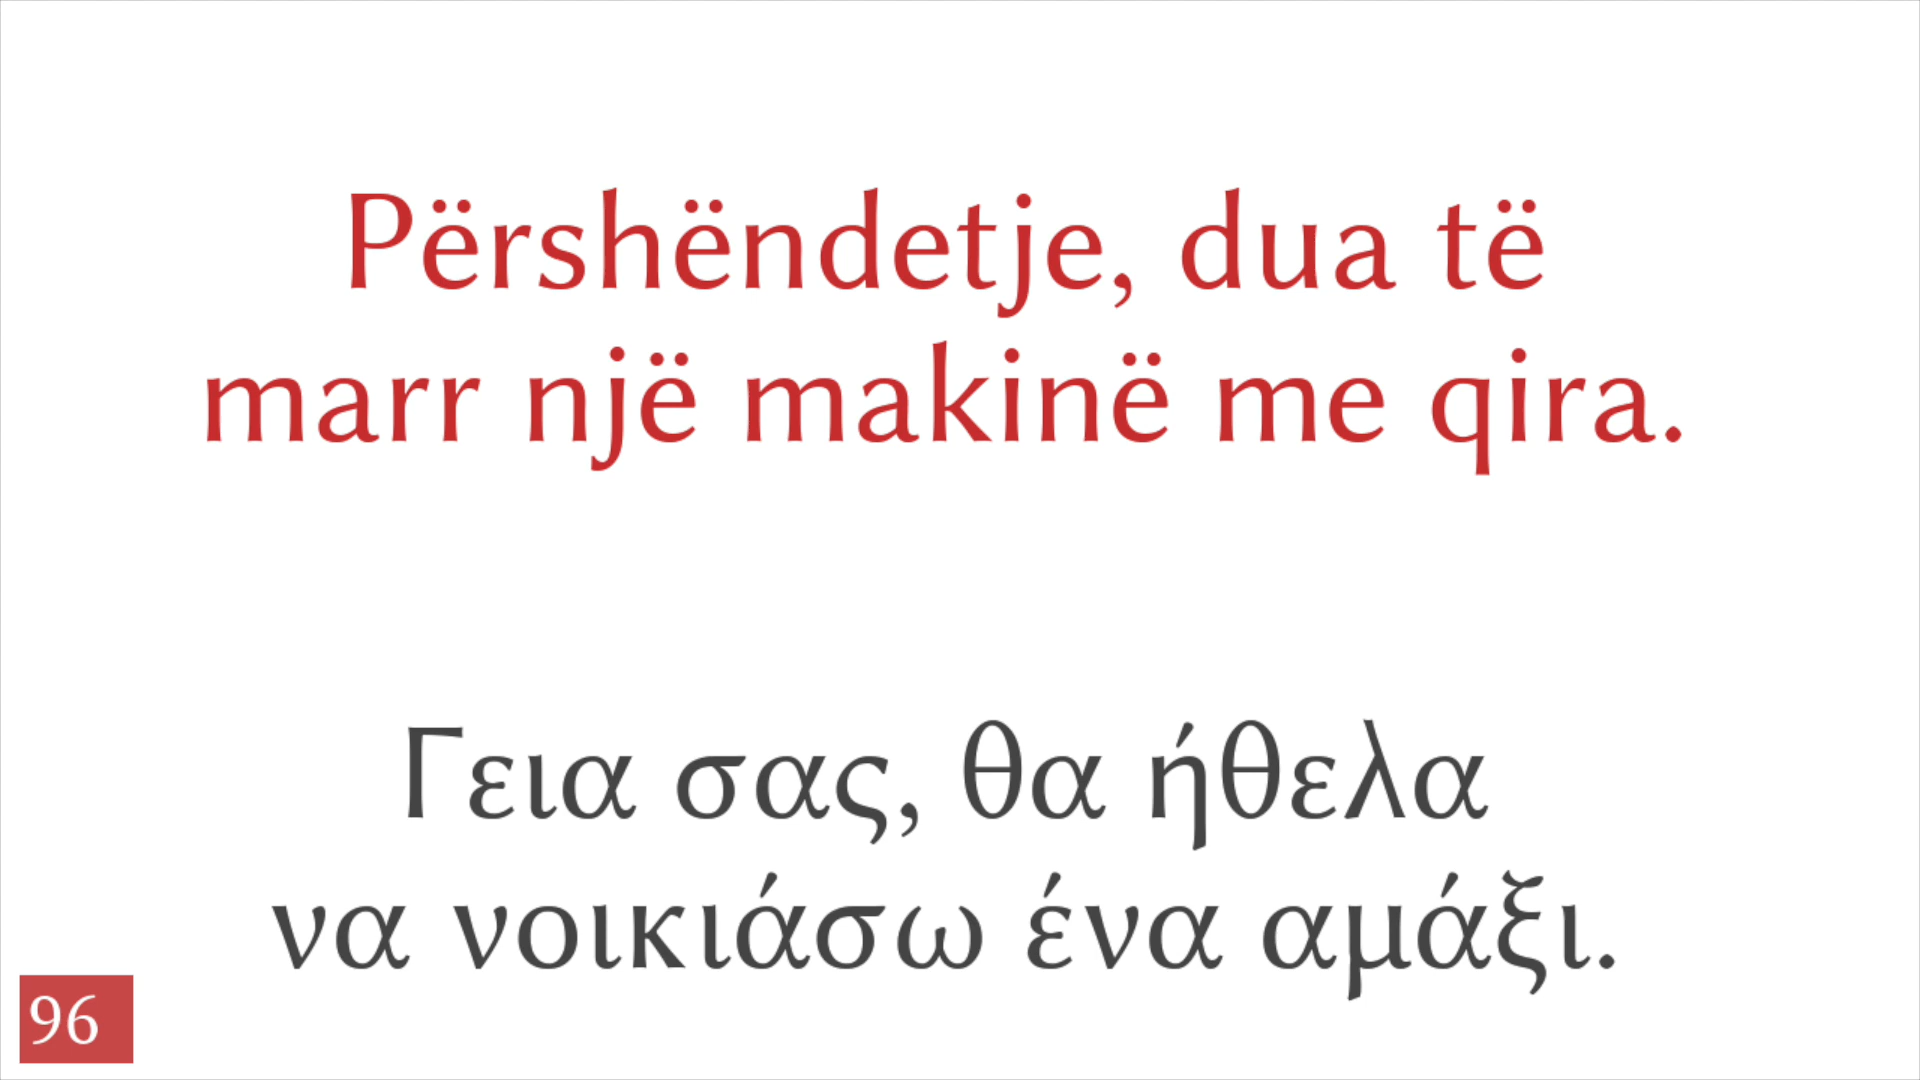 Përshëndetje, dua të
marr një makinë me qira.
Γεια σας, θα ήθελα
να νοικιάσω ένα αμάξι.
96